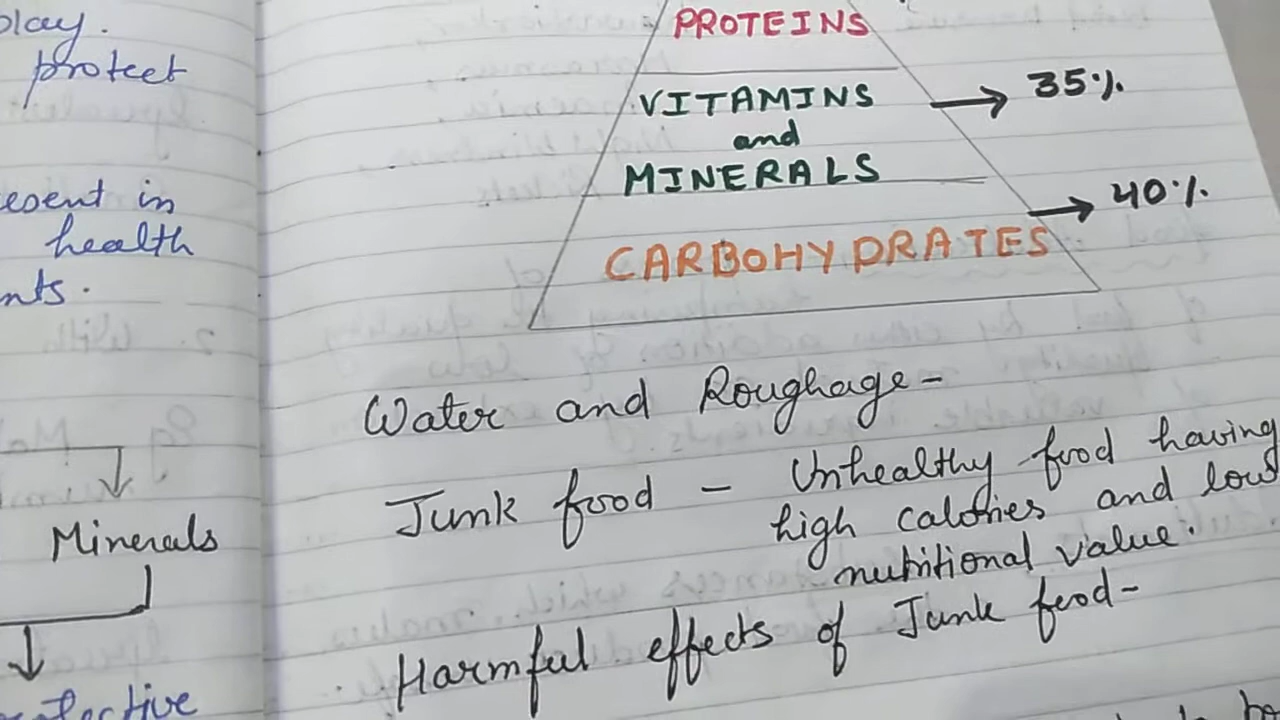 play.
protect
esent in
health
nts.
Minerals
PROTEINS
VITAMINS → 35%
and
MINERALS
→ 40%
CARBOHYDRATES
Water and Roughage -
Junk food - Unhealthy food having
high calories and low
nutritional value.
Harmful effects of Junk food -